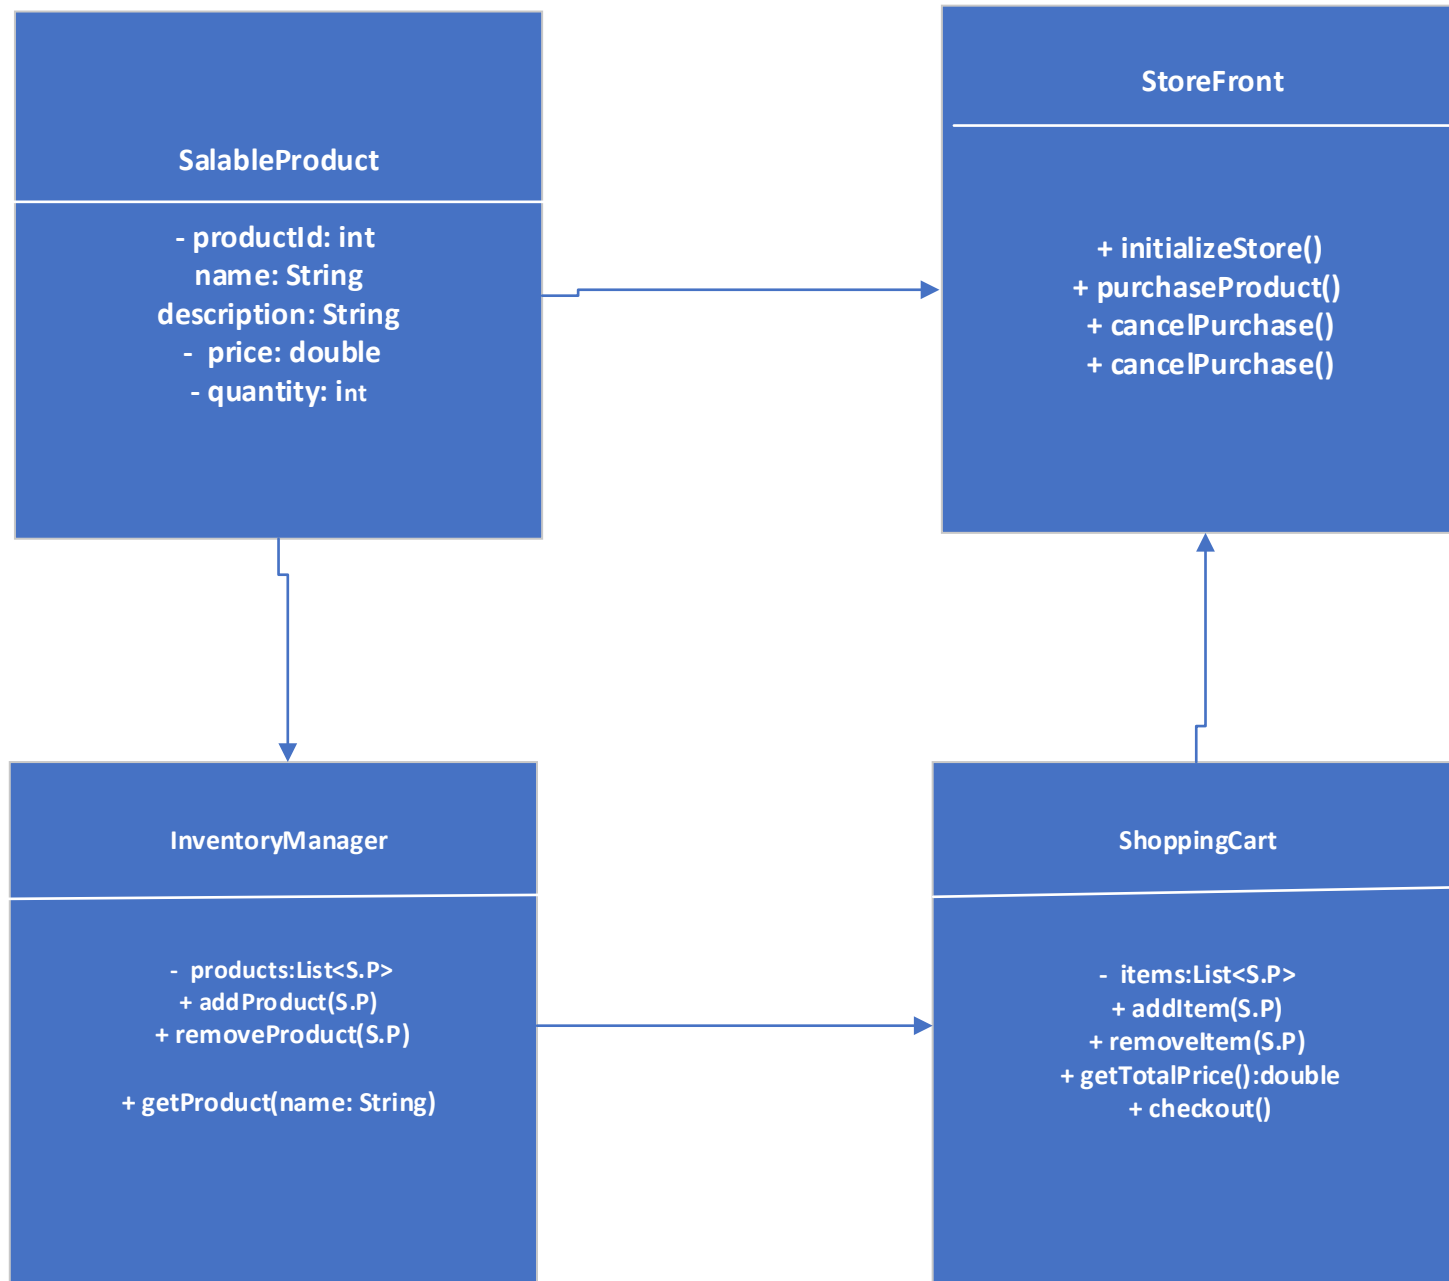 SalableProduct
- productId: int
name: String
description: String
- price: double
- quantity: int
StoreFront
+ initializeStore()
+ purchaseProduct()
+ cancelPurchase()
+ cancelPurchase()
InventoryManager
- products:List<S.P>
+ addProduct(S.P)
+ removeProduct(S.P)
+ getProduct(name: String)
ShoppingCart
- items:List<S.P>
+ addItem(S.P)
+ removeItem(S.P)
+ getTotalPrice():double
+ checkout()